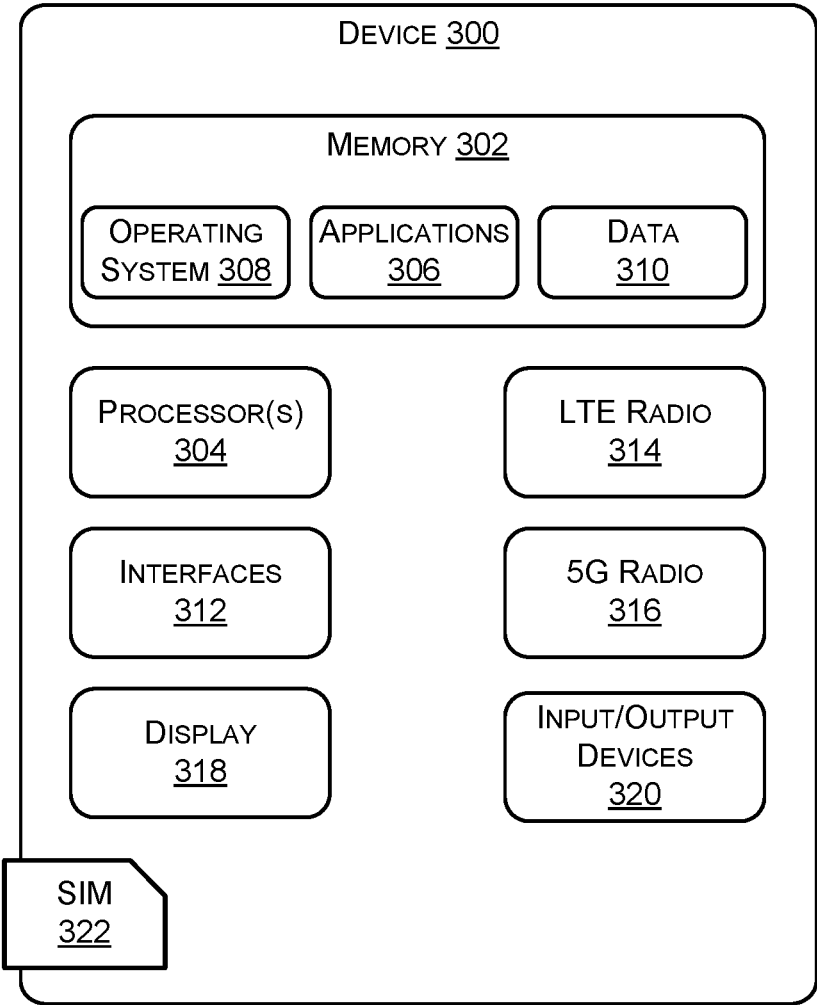 DEVICE 300
MEMORY 302
OPERATING
SYSTEM 308
APPLICATIONS
306
DATA
310
PROCESSOR(S)
304
LTE RADIO
314
INTERFACES
312
5G RADIO
316
DISPLAY
318
INPUT/OUTPUT
DEVICES
320
SIM
322